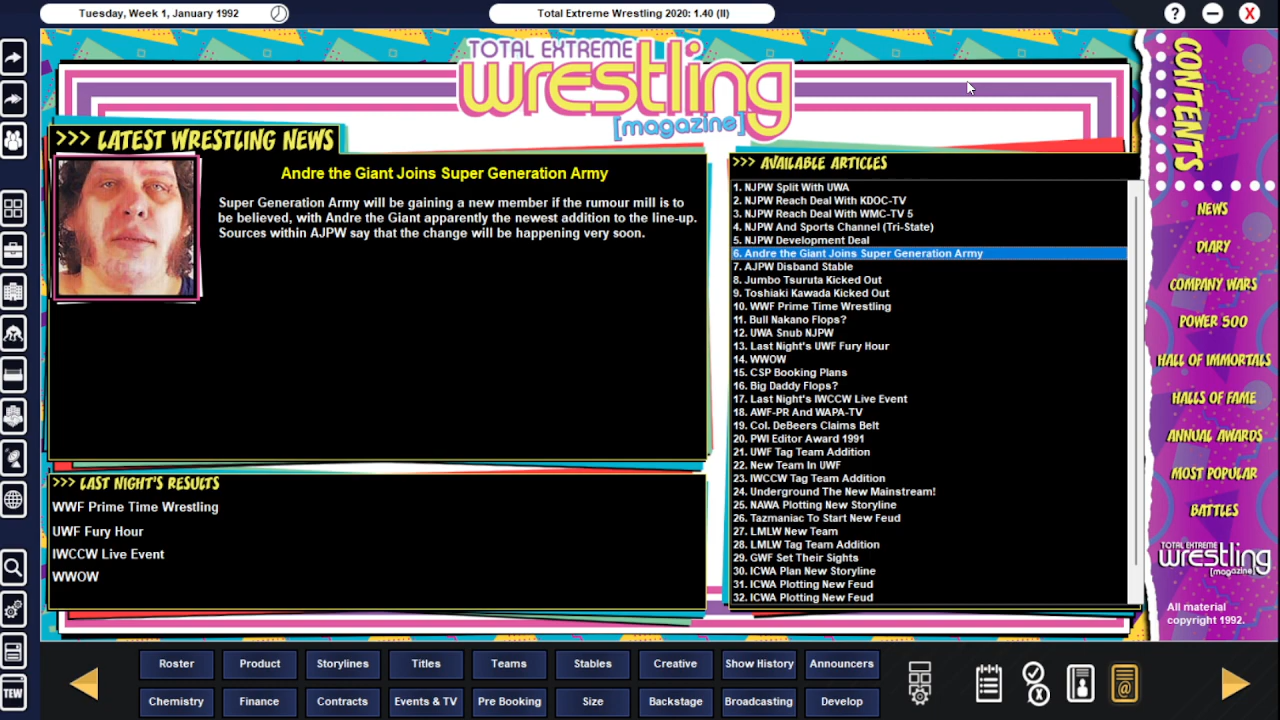 Tuesday, Week 1, January 1992
Total Extreme Wrestling 2020: 1.40 (II)
?
X
TOTAL EXTREME
wrestling
[magazine]
CONTENTS
>>> LATEST WRESTLING NEWS
Andre the Giant Joins Super Generation Army
Super Generation Army will be gaining a new member if the rumour mill is to
be believed, with Andre the Giant apparently the newest addition to the line-up.
Sources within AJPW say that the change will be happening very soon.
>>> LAST NIGHT'S RESULTS
WWF Prime Time Wrestling
UWF Fury Hour
IWCCW Live Event
WWOW
>>> AVAILABLE ARTICLES
1. NJPW Split With UWA
2. NJPW Reach Deal With KDOC-TV
3. NJPW Reach Deal With WMC-TV 5
4. NJPW And Sports Channel (Tri-State)
5. NJPW Development Deal
6. Andre the Giant Joins Super Generation Army
7. AJPW Disband Stable
8. Jumbo Tsuruta Kicked Out
9. Toshiaki Kawada Kicked Out
10. WWF Prime Time Wrestling
11. Bull Nakano Flops?
12. UWA Snub NJPW
13. Last Night's UWF Fury Hour
14. WWOW
15. CSP Booking Plans
16. Big Daddy Flops?
17. Last Night's IWCCW Live Event
18. AWF-PR And WAPA-TV
19. Col. DeBeers Claims Belt
20. PWI Editor Award 1991
21. UWF Tag Team Addition
22. New Team In UWF
23. IWCCW Tag Team Addition
24. Underground The New Mainstream!
25. NAWA Plotting New Storyline
26. Tazmaniac To Start New Feud
27. LMLW New Team
28. LMLW Tag Team Addition
29. GWF Set Their Sights
30. ICWA Plan New Storyline
31. ICWA Plotting New Feud
32. ICWA Plotting New Feud
NEWS
DIARY
COMPANY WARS
POWER 500
HALL OF IMMORTALS
HALLS OF FAME
ANNUAL AWARDS
MOST POPULAR
BATTLES
TOTAL EXTREME
wrestling
[magazine]
All material
copyright 1992.
TEW
Roster
Product
Storylines
Titles
Teams
Stables
Creative
Show History
Announcers
Chemistry
Finance
Contracts
Events & TV
Pre Booking
Size
Backstage
Broadcasting
Develop
@